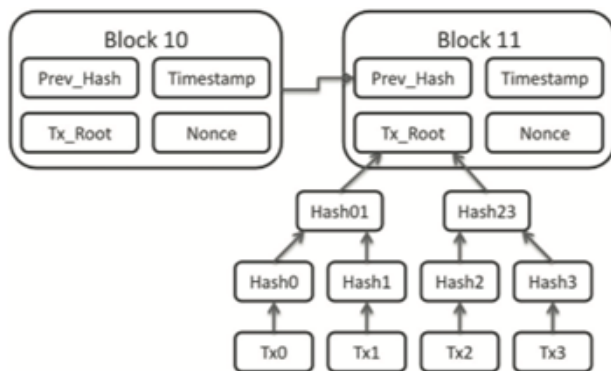 Block 10
Block 11
Prev_Hash
Timestamp
Prev_Hash
Timestamp
Tx_Root
Nonce
Tx_Root
Nonce
Hash01
Hash23
Hash0
Hash1
Hash2
Hash3
Tx0
Tx1
Tx2
Tx3